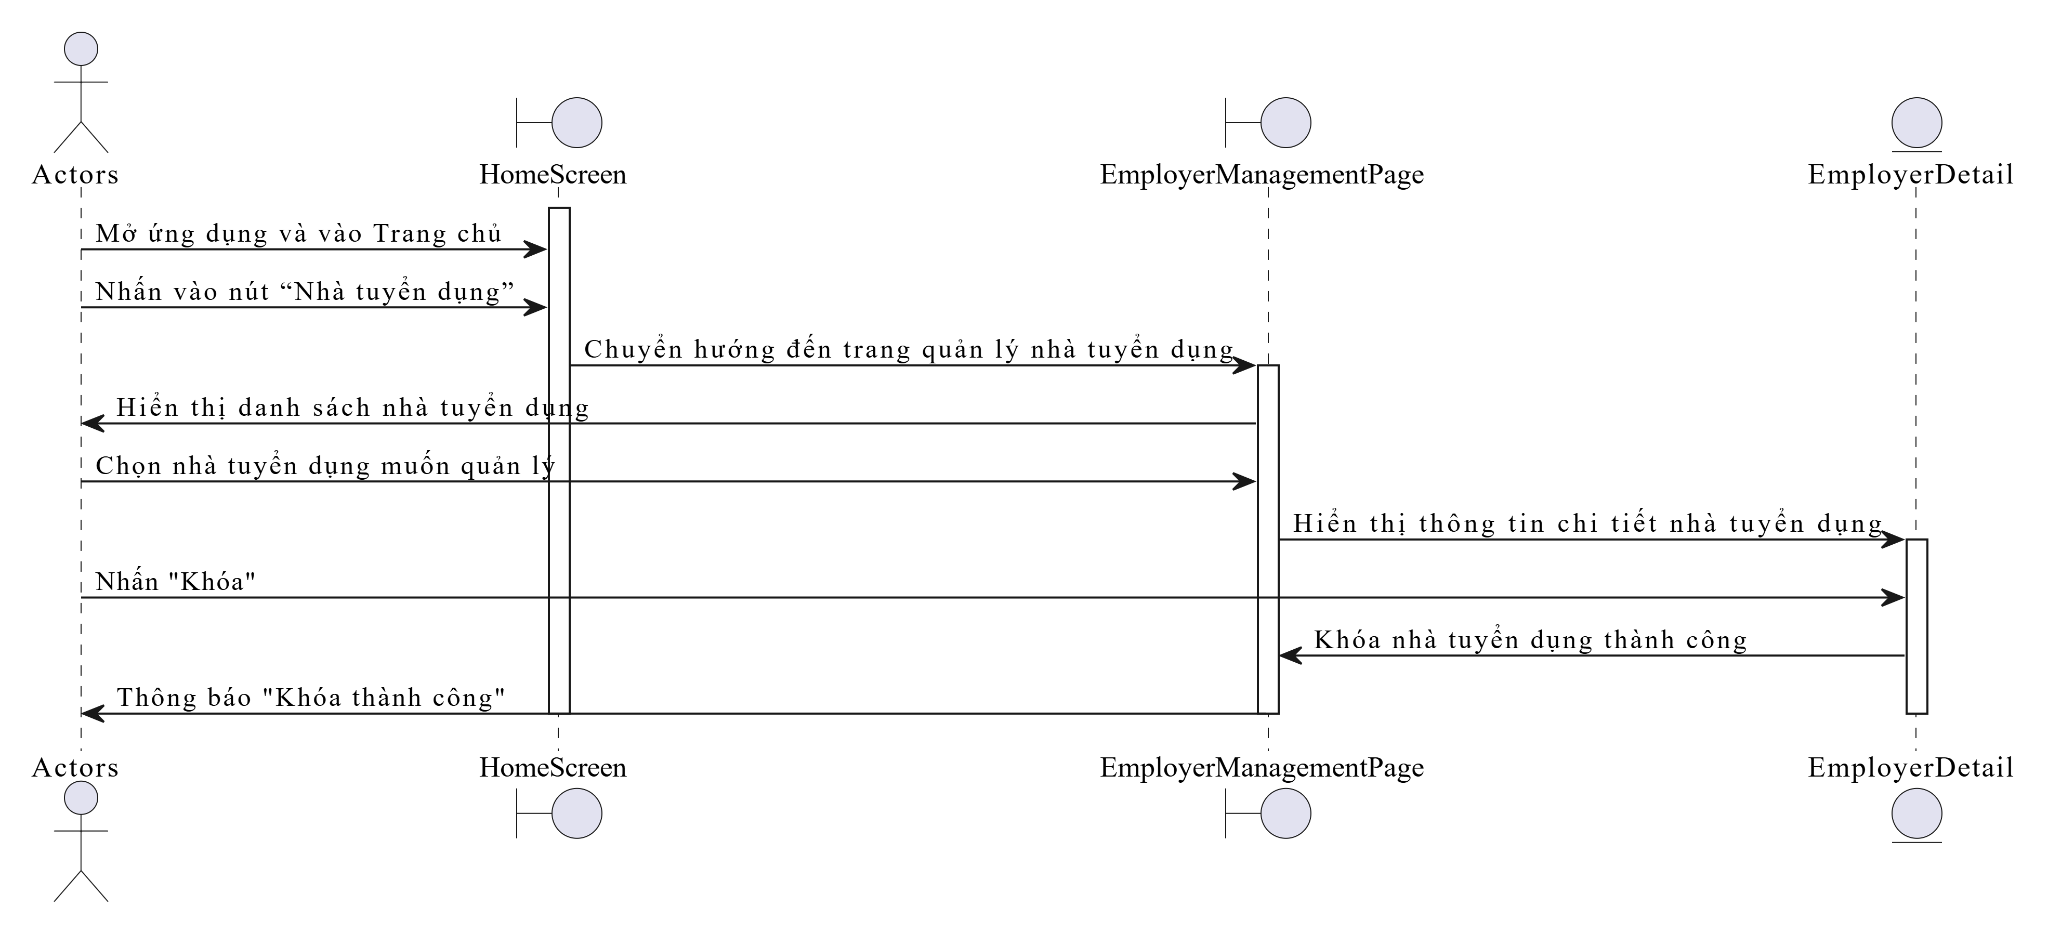 Actors
HomeScreen
EmployerManagementPage
EmployerDetail
Mở ứng dụng và vào Trang chủ
Nhấn vào nút “Nhà tuyển dụng”
Chuyển hướng đến trang quản lý nhà tuyển dụng
Hiển thị danh sách nhà tuyển dụng
Chọn nhà tuyển dụng muốn quản lý
Hiển thị thông tin chi tiết nhà tuyển dụng
Nhấn "Khóa"
Khóa nhà tuyển dụng thành công
Thông báo "Khóa thành công"
Actors
HomeScreen
EmployerManagementPage
EmployerDetail